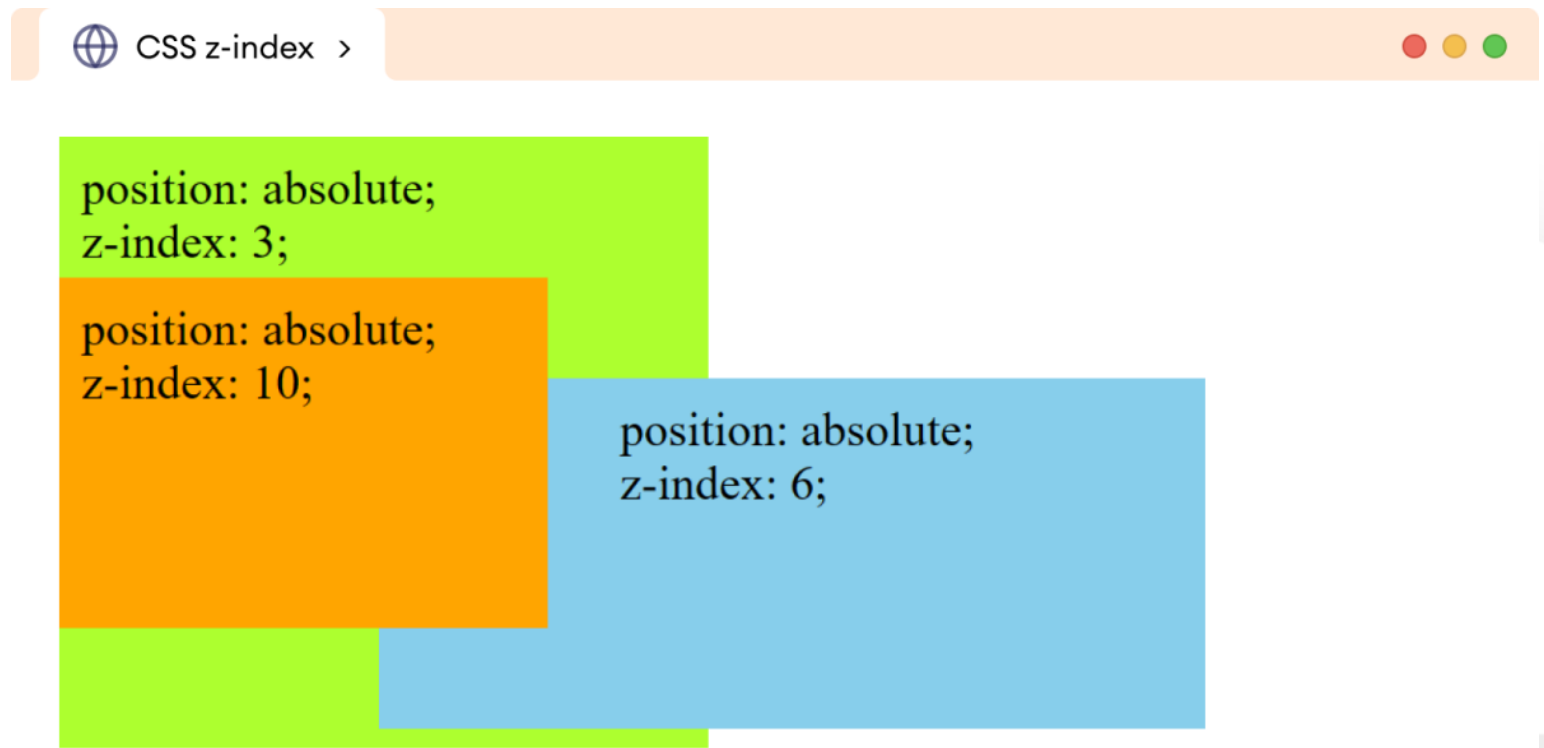 CSS z-index >
position: absolute;
z-index: 3;
position: absolute;
z-index: 10;
position: absolute;
z-index: 6;